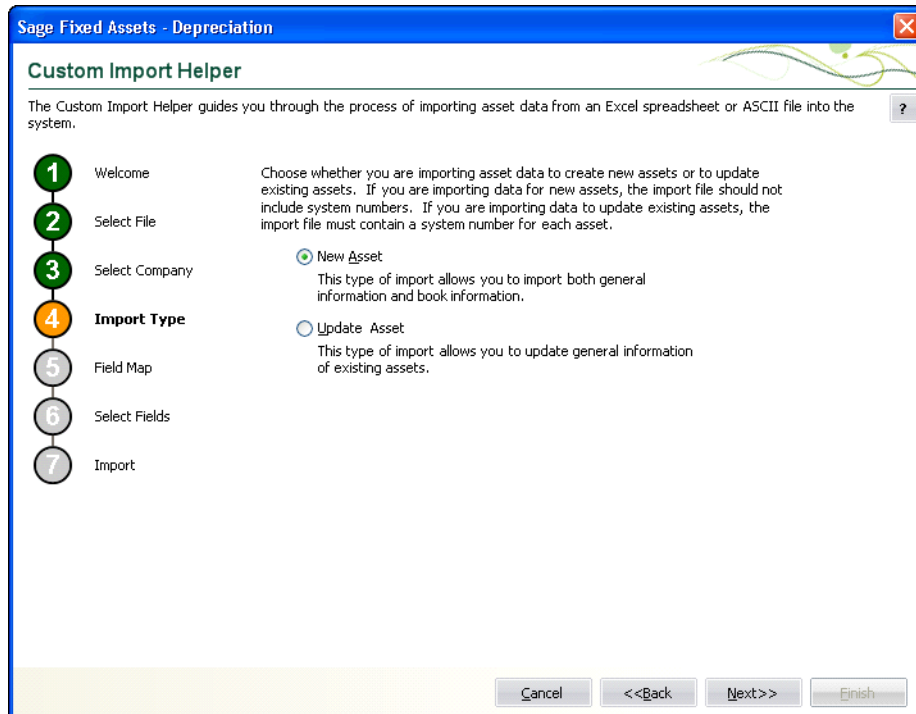 Sage Fixed Assets - Depreciation
Custom Import Helper
The Custom Import Helper guides you through the process of importing asset data from an Excel spreadsheet or ASCII file into the
system.
?
1
Welcome
2
Select File
3
Select Company
4
Import Type
5
Field Map
6
Select Fields
7
Import
Choose whether you are importing asset data to create new assets or to update
existing assets. If you are importing data for new assets, the import file should not
include system numbers. If you are importing data to update existing assets, the
import file must contain a system number for each asset.
New Asset
This type of import allows you to import both general
information and book information.
Update Asset
This type of import allows you to update general information
of existing assets.
Cancel
<<Back
Next>>
Finish